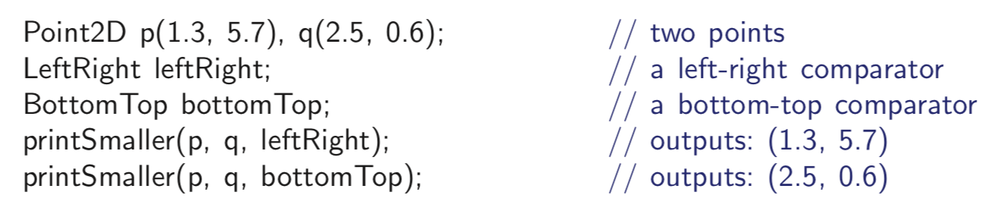 Point2D p(1.3, 5.7), q(2.5, 0.6); // two points
LeftRight leftRight; // a left-right comparator
BottomTop bottomTop; // a bottom-top comparator
printSmaller(p, q, leftRight); // outputs: (1.3, 5.7)
printSmaller(p, q, bottomTop); // outputs: (2.5, 0.6)